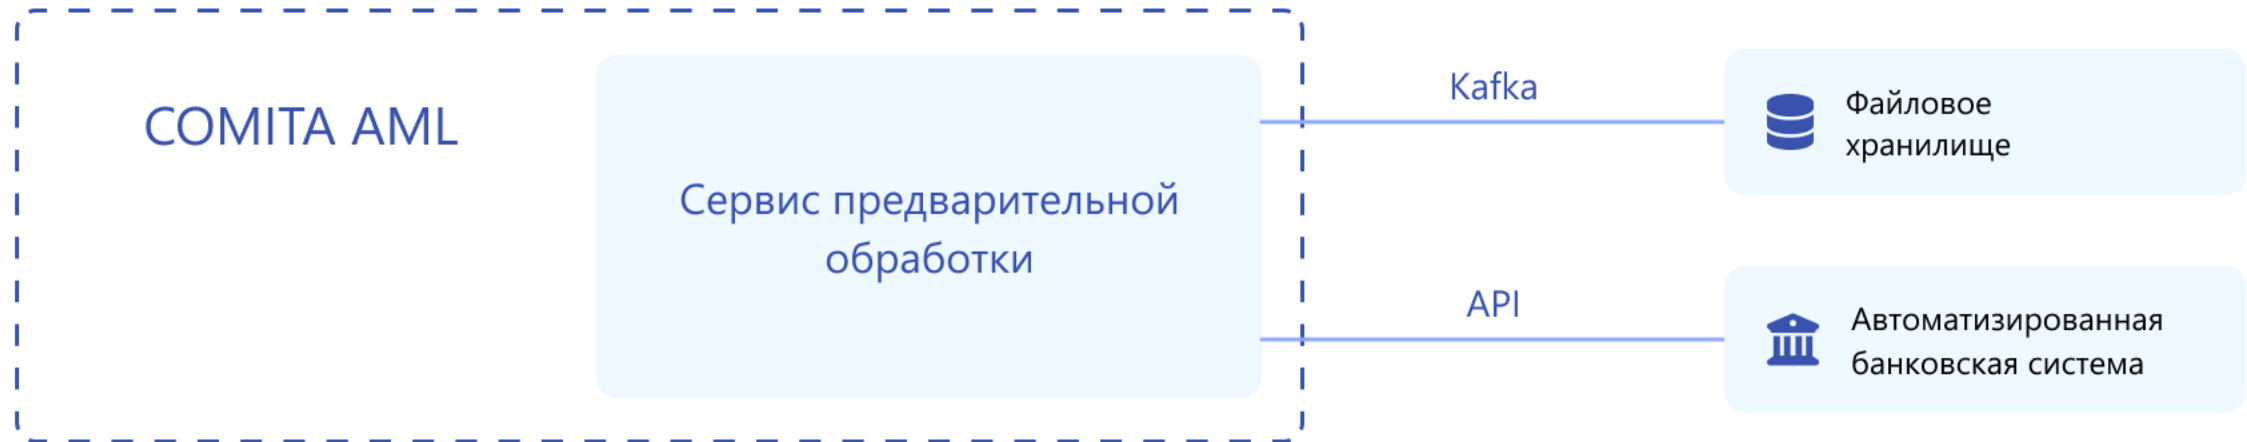 COMITA AML
Сервис предварительной
обработки
Kafka
API
Файловое
хранилище
Автоматизированная
банковская система